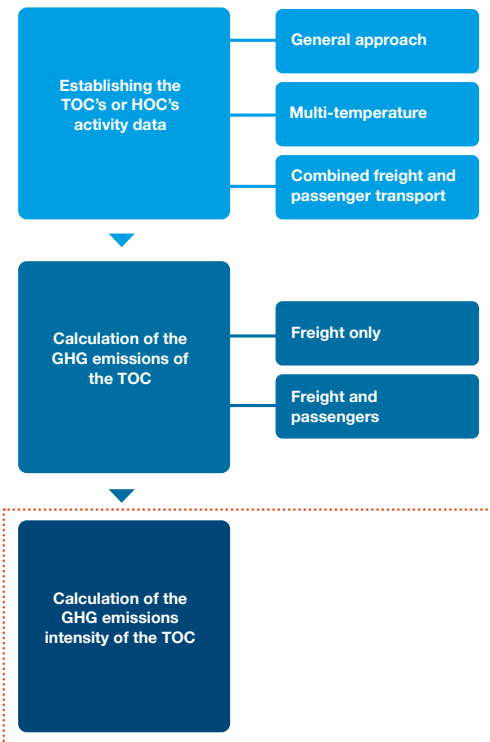 Establishing the
TOC’s or HOC’s
activity data
General approach
Multi-temperature
Combined freight and
passenger transport
Calculation of the
GHG emissions of
the TOC
Freight only
Freight and
passengers
Calculation of the
GHG emissions
intensity of the TOC